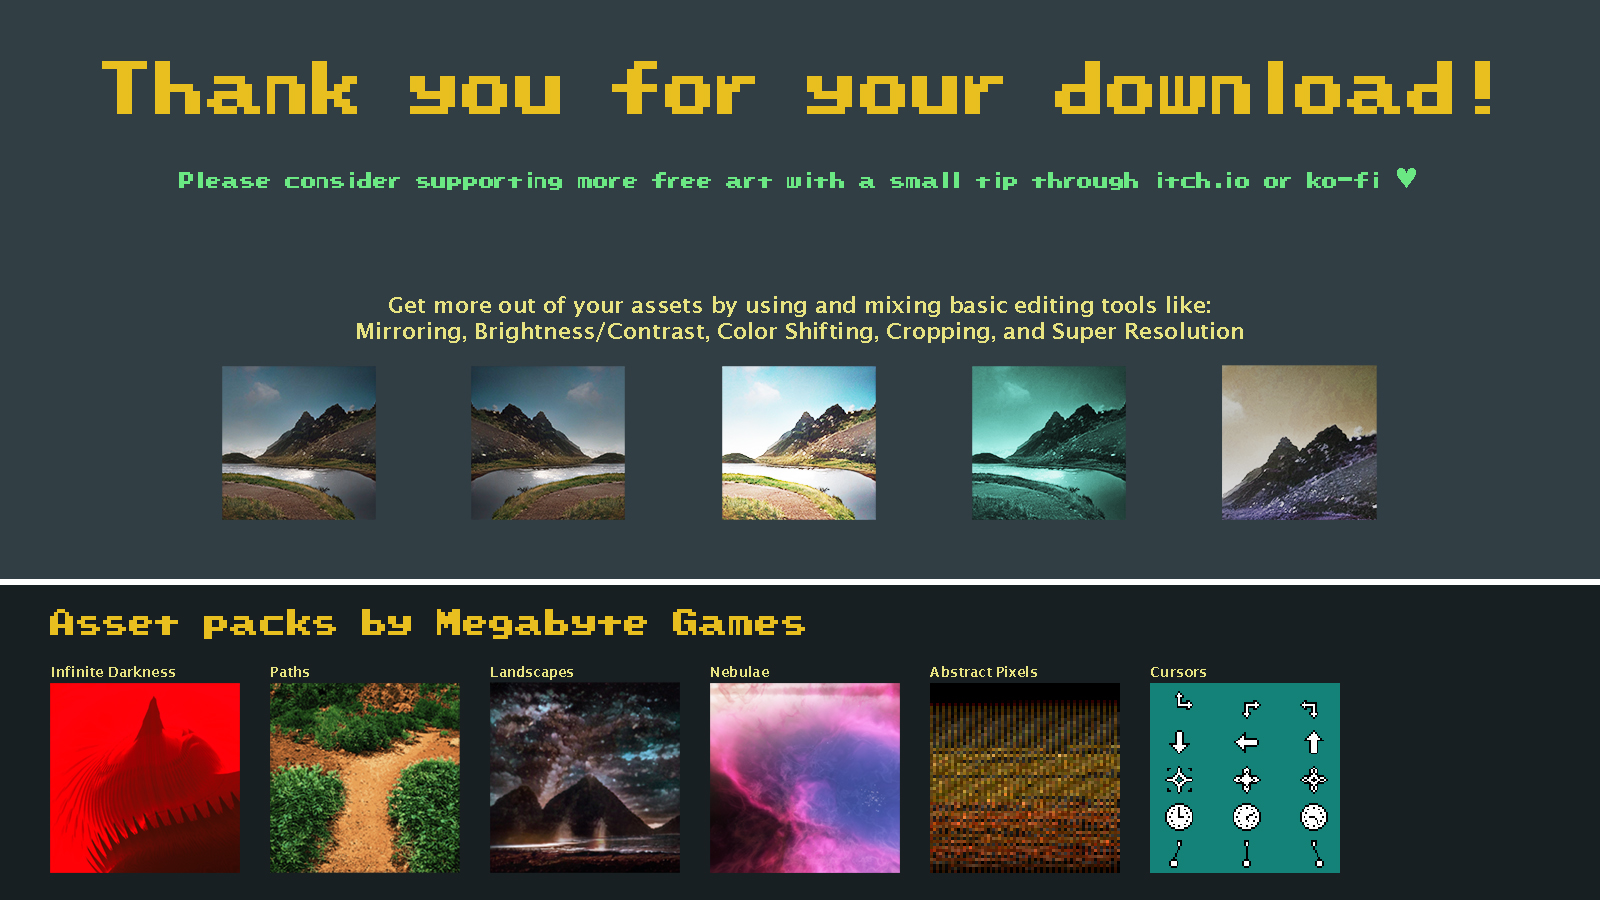 Thank you for your download!
Please consider supporting more free art with a small tip through itch.io or ko-fi ♥
Get more out of your assets by using and mixing basic editing tools like:
Mirroring, Brightness/Contrast, Color Shifting, Cropping, and Super Resolution
Asset packs by Megabyte Games
Infinite Darkness
Paths
Landscapes
Nebulae
Abstract Pixels
Cursors